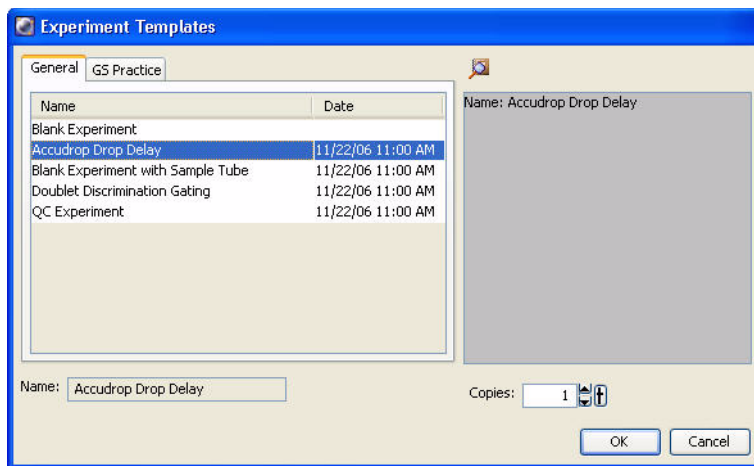 Experiment Templates
General GS Practice
Name Date
Blank Experiment
Accudrop Drop Delay 11/22/06 11:00 AM
Blank Experiment with Sample Tube 11/22/06 11:00 AM
Doublet Discrimination Gating 11/22/06 11:00 AM
QC Experiment 11/22/06 11:00 AM
Name: Accudrop Drop Delay
Name: Accudrop Drop Delay
Copies: 1
OK Cancel